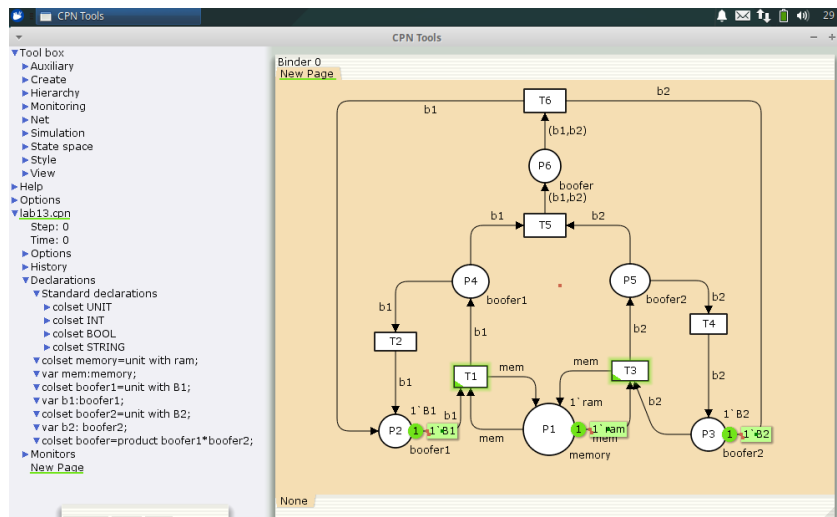 CPN Tools
29
CPN Tools
Tool box
Auxiliary
Create
Hierarchy
Monitoring
Net
Simulation
State space
Style
View
Help
Options
lab13.cpn
Step: 0
Time: 0
Options
History
Declarations
Standard declarations
colset UNIT
colset INT
colset BOOL
colset STRING
colset memory=unit with ram;
var mem:memory;
colset boofer1=unit with B1;
var b1:boofer1;
colset boofer2=unit with B2;
var b2: boofer2;
colset boofer=product boofer1*boofer2;
Monitors
New Page
Binder 0
New Page
T6
b1
b2
(b1,b2)
P6
boofer
(b1,b2)
b1
T5
b2
P4
boofer1
P5
boofer2
b1
T2
b1
b2
b2
T4
b1
T1
mem
mem
T3
b2
b2
1`B1
b1
P2
1
1`B1
boofer1
mem
1`ram
P1
1
1`ram
mem
memory
1`B2
P3
1
1`B2
boofer2
None